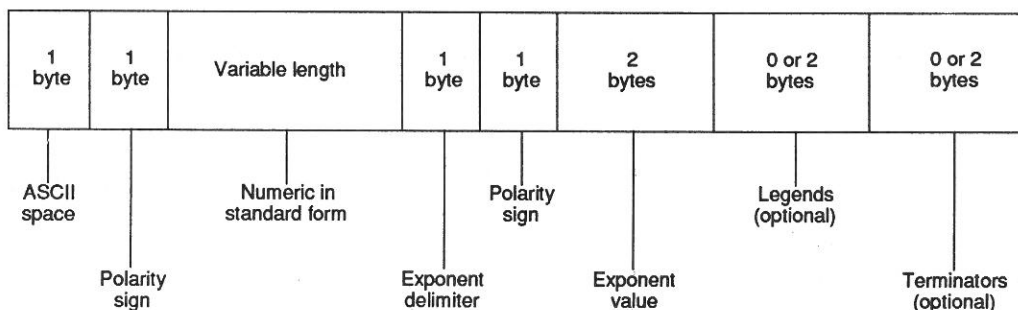 1
byte
1
byte
Variable length
1
byte
1
byte
2
bytes
0 or 2
bytes
0 or 2
bytes
ASCII
space
Numeric in
standard form
Polarity
sign
Legends
(optional)
Polarity
sign
Exponent
delimiter
Exponent
value
Terminators
(optional)